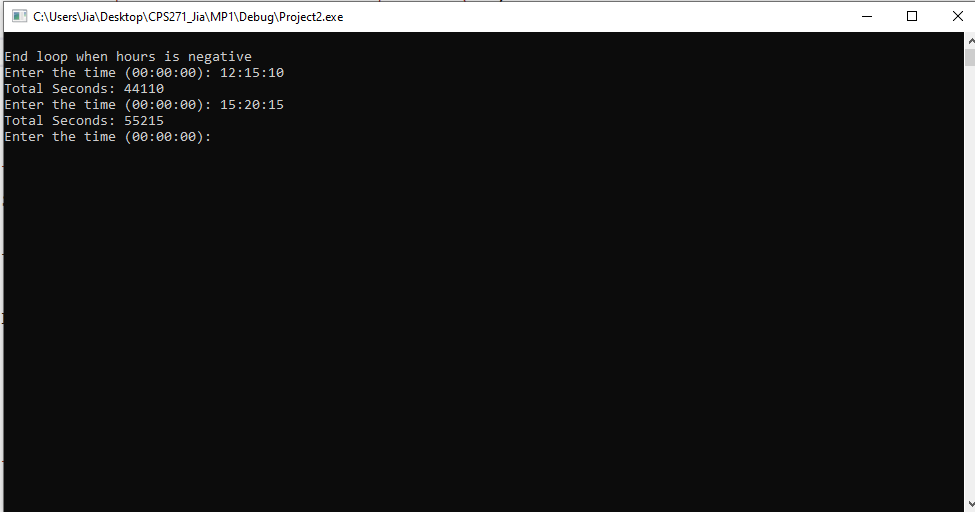 C:\Users\Jia\Desktop\CPS271_Jia\MP1\Debug\Project2.exe
End loop when hours is negative
Enter the time (00:00:00): 12:15:10
Total Seconds: 44110
Enter the time (00:00:00): 15:20:15
Total Seconds: 55215
Enter the time (00:00:00):